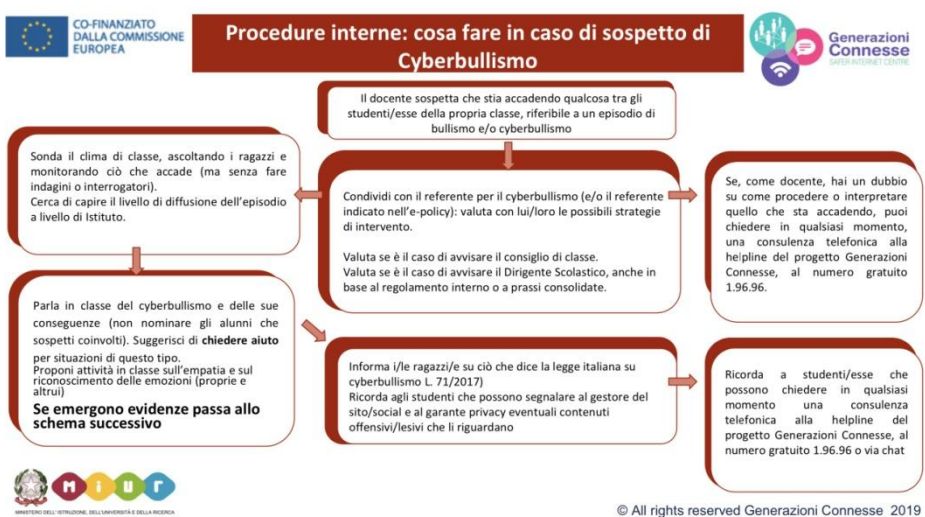 CO-FINANZIATO
DALLA COMMISSIONE
EUROPEA
Procedure interne: cosa fare in caso di sospetto di
Cyberbullismo
Generazioni
Connesse
SAFER INTERNET CENTRE
Il docente sospetta che stia accadendo qualcosa tra gli
studenti/esse della propria classe, riferibile a un episodio di
bullismo e/o cyberbullismo
Sonda il clima di classe, ascoltando i ragazzi e
monitorando ciò che accade (ma senza fare
indagini o interrogatori).
Cerca di capire il livello di diffusione dell'episodio
a livello di Istituto.
Condividi con il referente per il cyberbullismo (e/o il referente
indicato nell'e-policy): valuta con lui/loro le possibili strategie
di intervento.
Valuta se è il caso di avvisare il consiglio di classe.
Valuta se è il caso di avvisare il Dirigente Scolastico, anche in
base al regolamento interno o a prassi consolidate.
Se, come docente, hai un dubbio
su come procedere o interpretare
quello che sta accadendo, puoi
chiedere in qualsiasi momento,
una consulenza telefonica alla
helpline del progetto Generazioni
Connesse, al numero gratuito
1.96.96.
Parla in classe del cyberbullismo e delle sue
conseguenze (non nominare gli alunni che
sospetti coinvolti). Suggerisci di chiedere aiuto
per situazioni di questo tipo.
Proponi attività in classe sull'empatia e sul
riconoscimento delle emozioni (proprie e
altrui)
Se emergono evidenze passa allo
schema successivo
Informa i/le ragazzi/e su ciò che dice la legge italiana su
cyberbullismo L. 71/2017)
Ricorda agli studenti che possono segnalare al gestore del
sito/social e al garante privacy eventuali contenuti
offensivi/lesivi che li riguardano
Ricorda a studenti/esse che
possono chiedere in qualsiasi
momento una consulenza
telefonica alla helpline del
progetto Generazioni Connesse, al
numero gratuito 1.96.96 o via chat
MIUR
MINISTERO DELL'ISTRUZIONE, DELL'UNIVERSITÀ E DELLA RICERCA
© All rights reserved Generazioni Connesse 2019